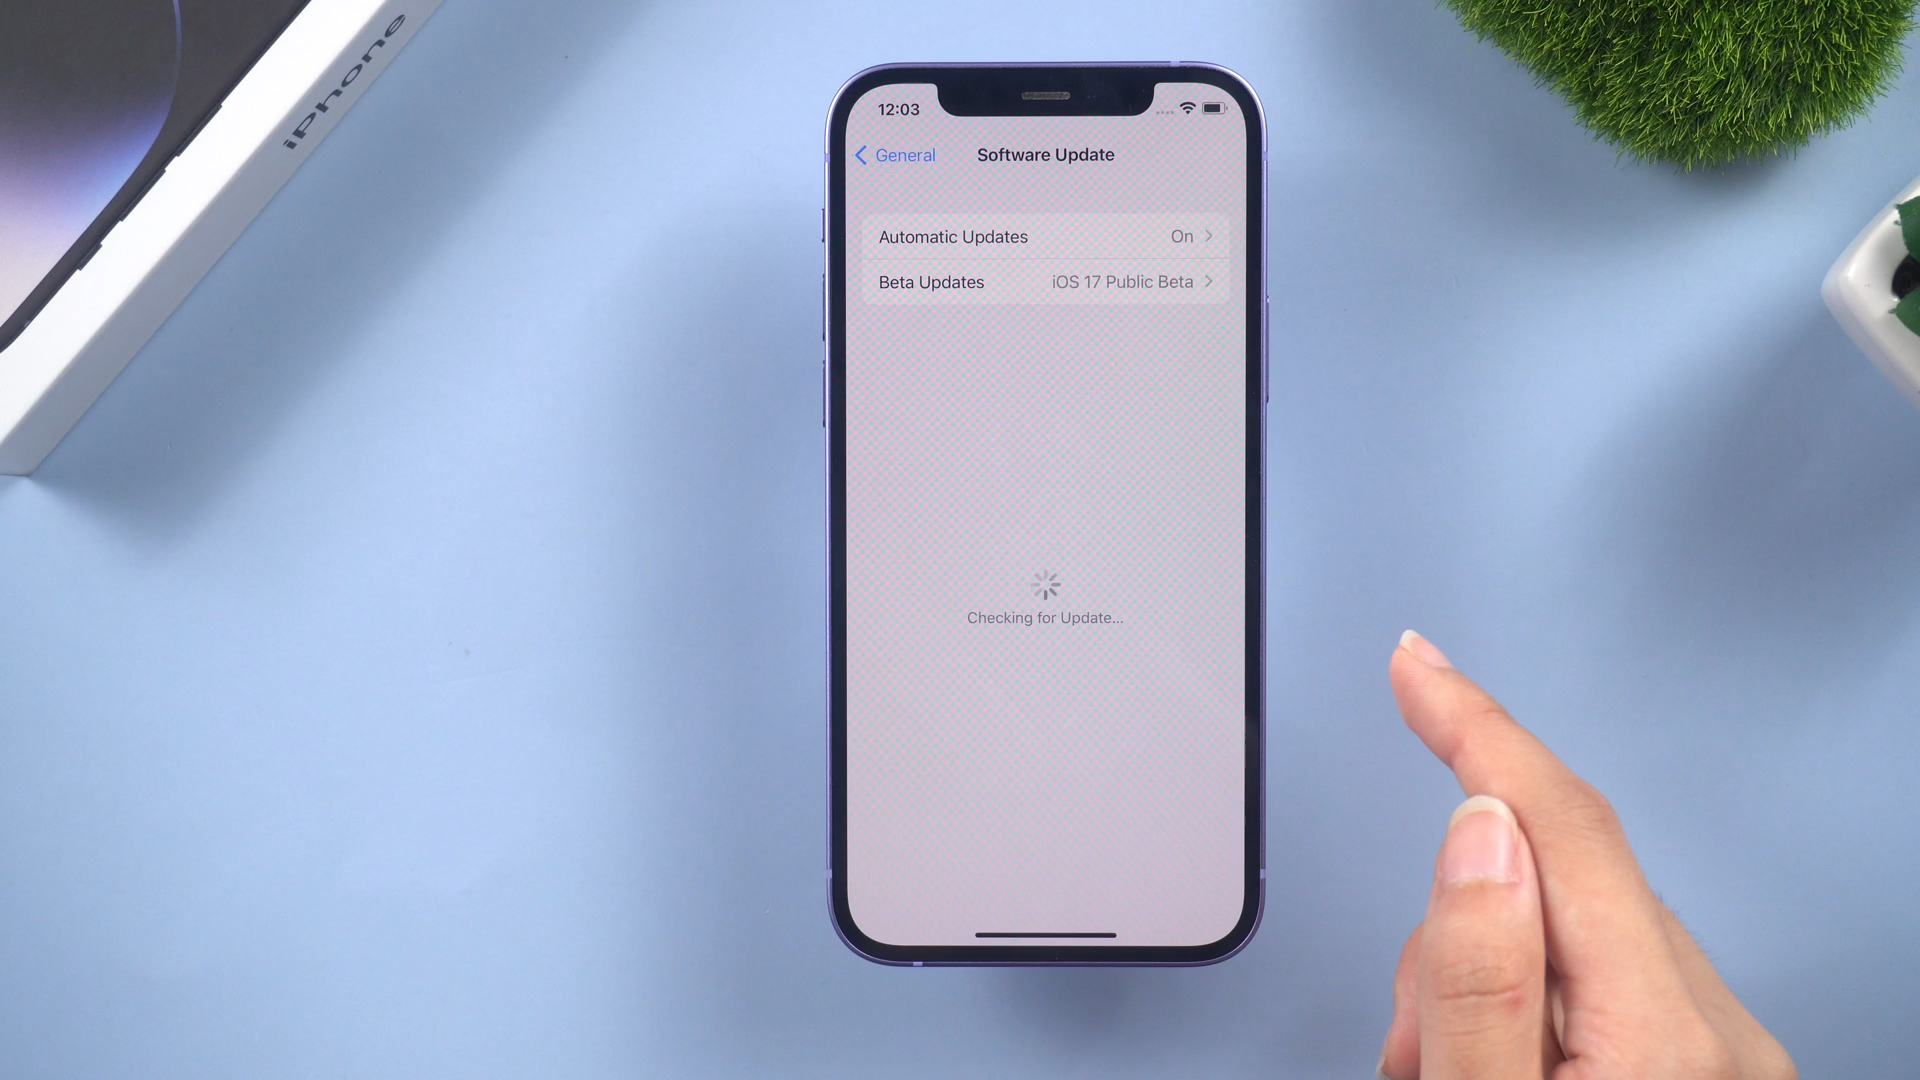 iPhone
12:03
General
Software Update
Automatic Updates On
Beta Updates iOS 17 Public Beta
Checking for Update...